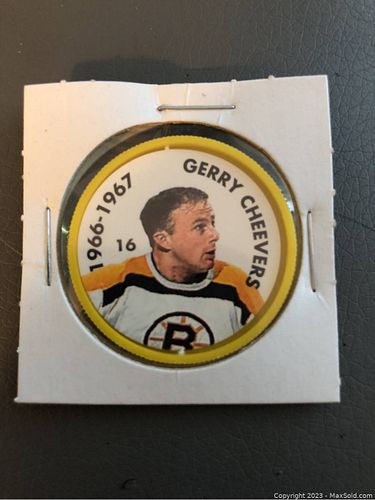 1966-1967
GERRY CHEEVERS
16
B
Copyright 2023 - MaxSold.com